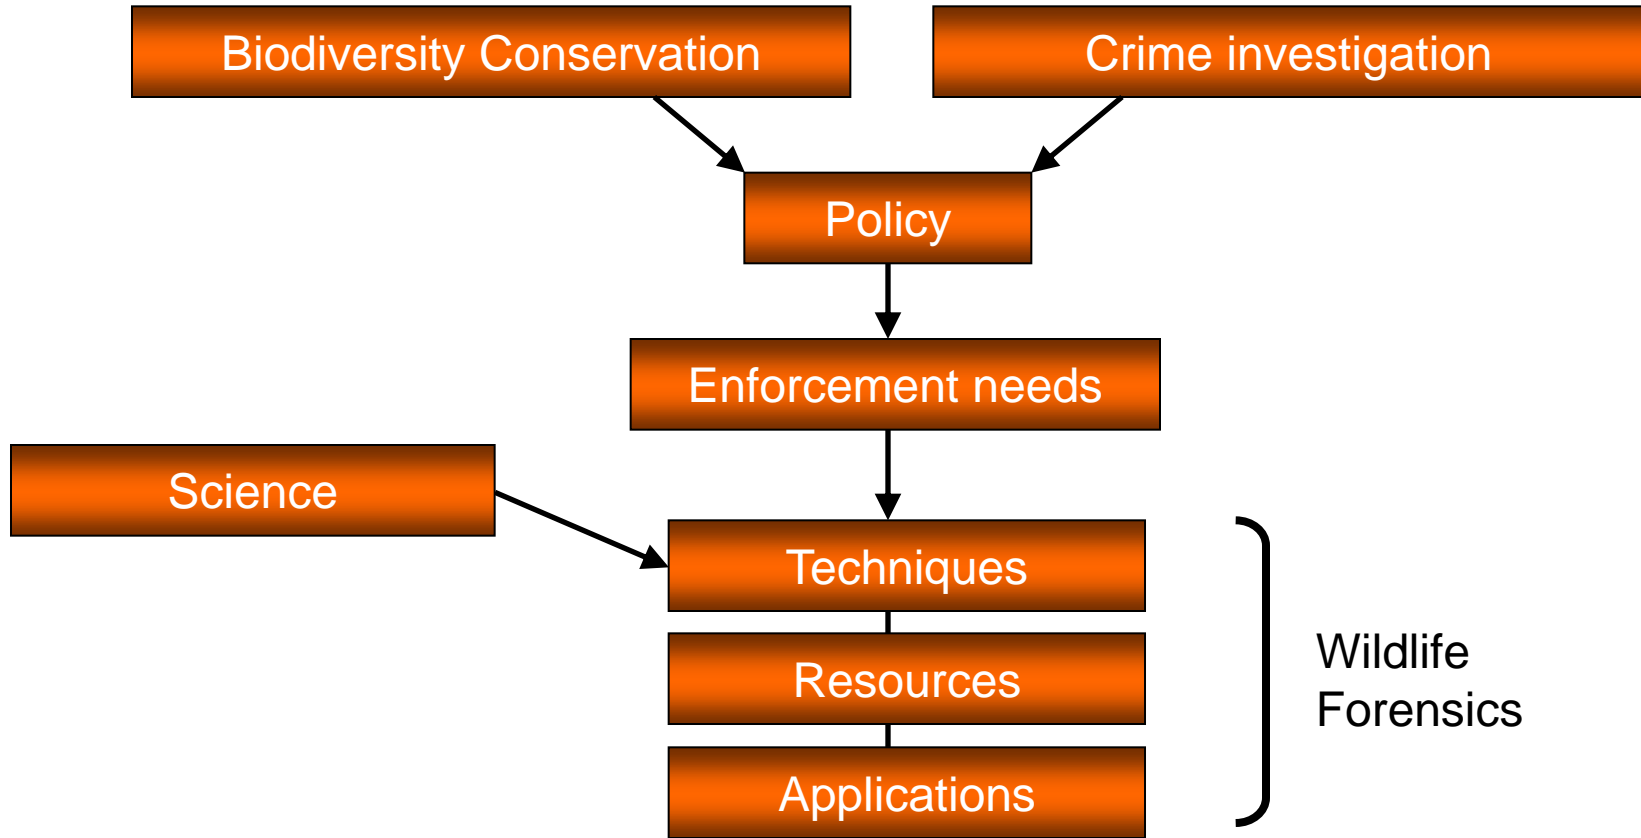 Biodiversity Conservation
Crime investigation
Policy
Enforcement needs
Science
Techniques
Resources
Applications
Wildlife
Forensics